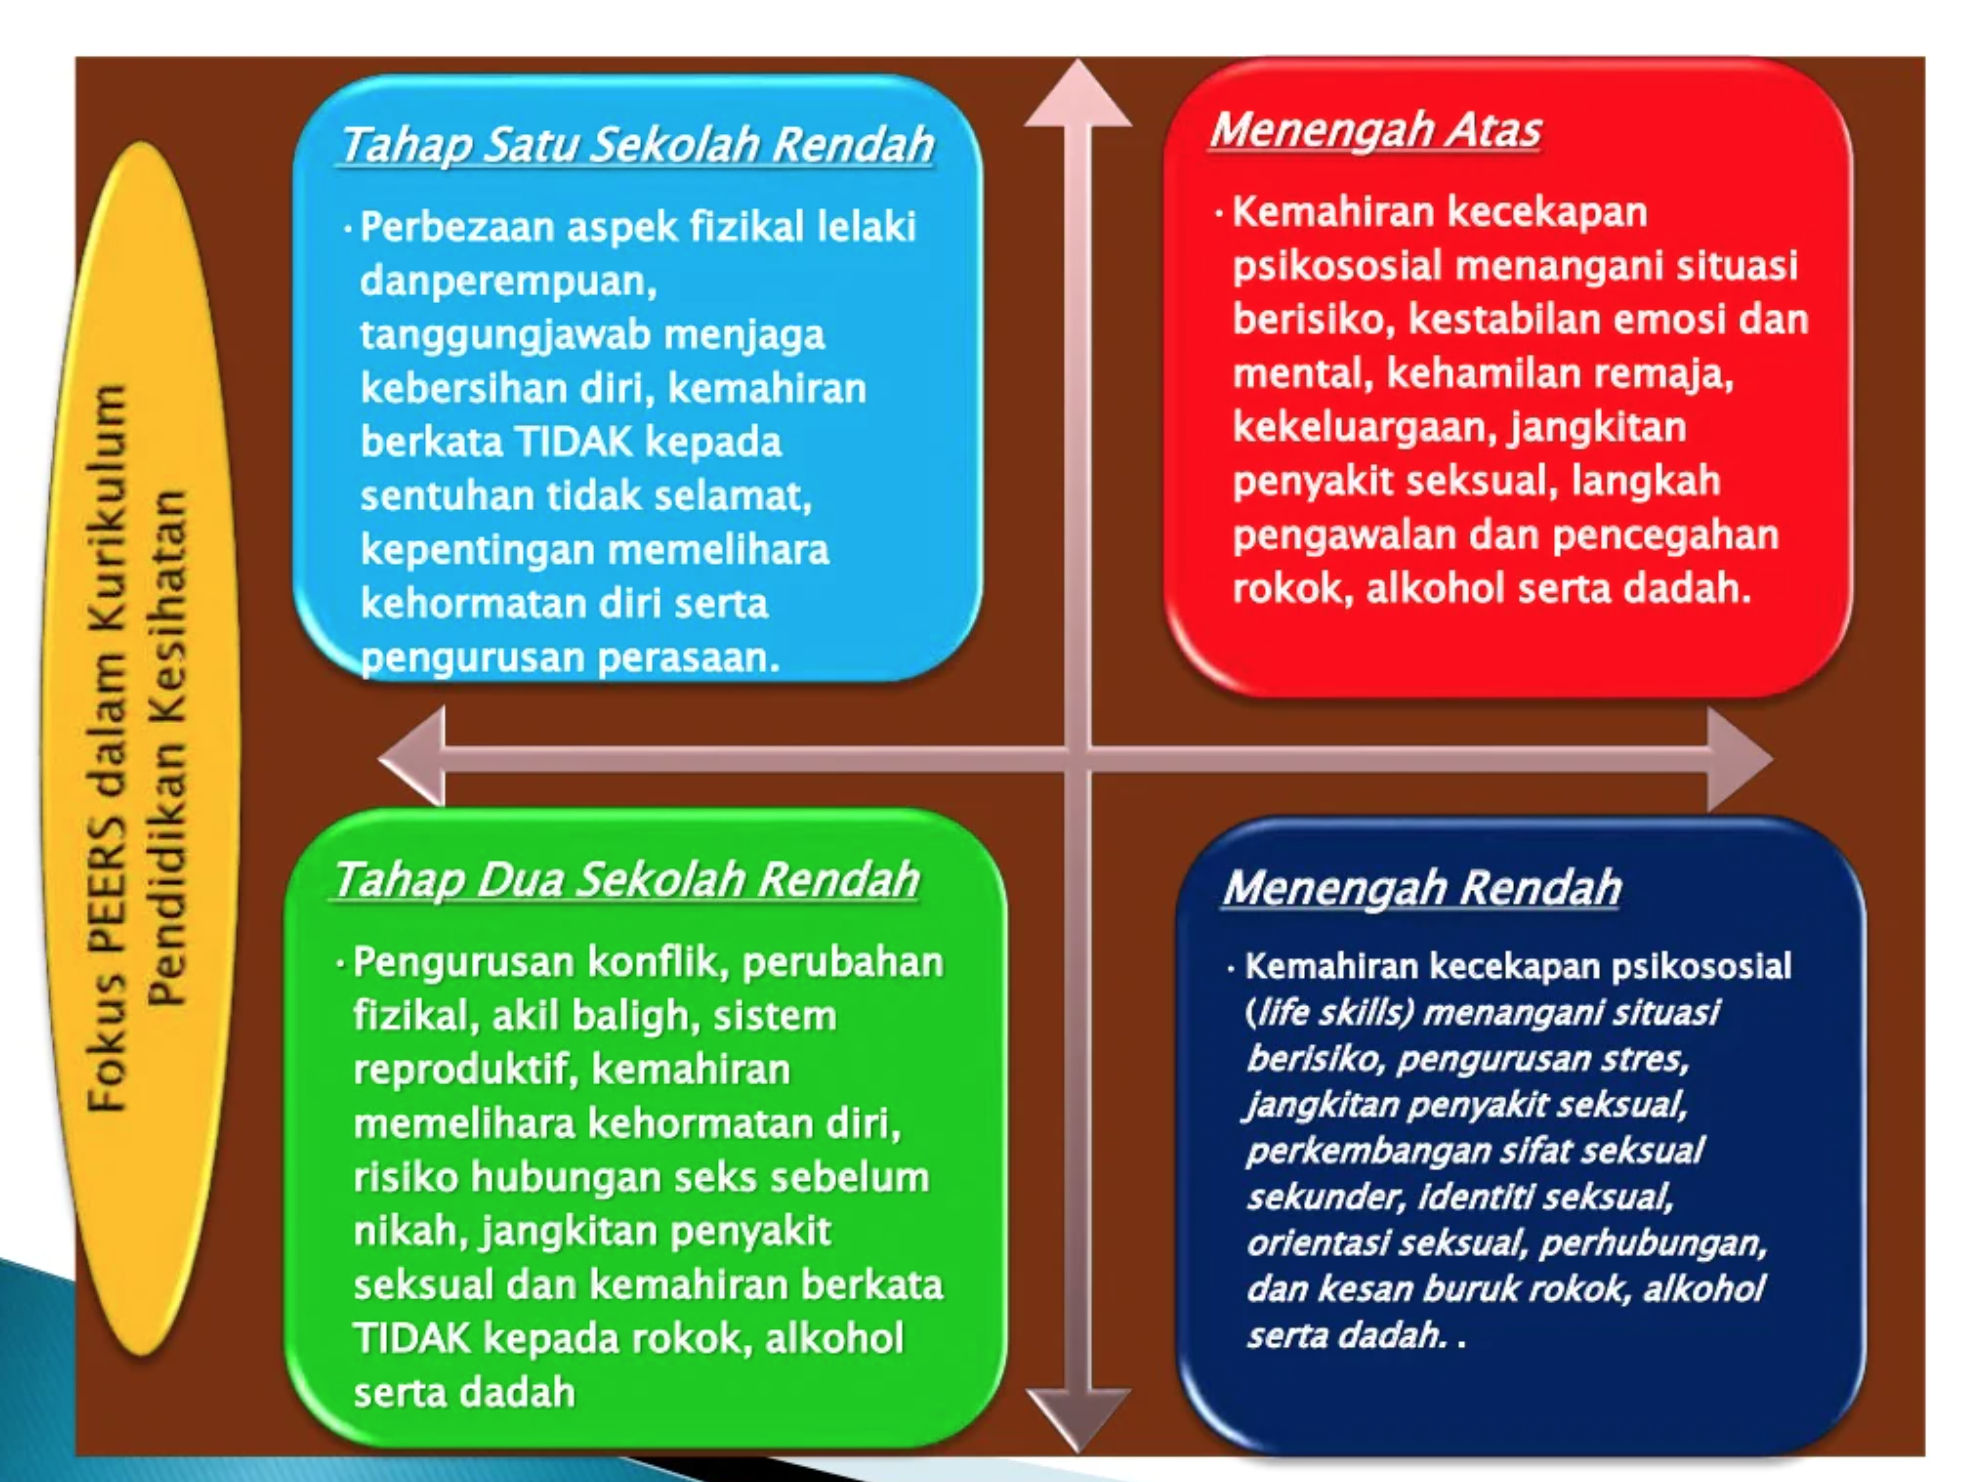 Fokus PEERS dalam Kurikulum
Pendidikan Kesihatan
Tahap Satu Sekolah Rendah
· Perbezaan aspek fizikal lelaki
danperempuan,
tanggungjawab menjaga
kebersihan diri, kemahiran
berkata TIDAK kepada
sentuhan tidak selamat,
kepentingan memelihara
kehormatan diri serta
pengurusan perasaan.
Menengah Atas
· Kemahiran kecekapan
psikososial menangani situasi
berisiko, kestabilan emosi dan
mental, kehamilan remaja,
kekeluargaan, jangkitan
penyakit seksual, langkah
pengawalan dan pencegahan
rokok, alkohol serta dadah.
Tahap Dua Sekolah Rendah
· Pengurusan konflik, perubahan
fizikal, akil baligh, sistem
reproduktif, kemahiran
memelihara kehormatan diri,
risiko hubungan seks sebelum
nikah, jangkitan penyakit
seksual dan kemahiran berkata
TIDAK kepada rokok, alkohol
serta dadah
Menengah Rendah
· Kemahiran kecekapan psikososial
(life skills) menangani situasi
berisiko, pengurusan stres,
jangkitan penyakit seksual,
perkembangan sifat seksual
sekunder, identiti seksual,
orientasi seksual, perhubungan,
dan kesan buruk rokok, alkohol
serta dadah. .